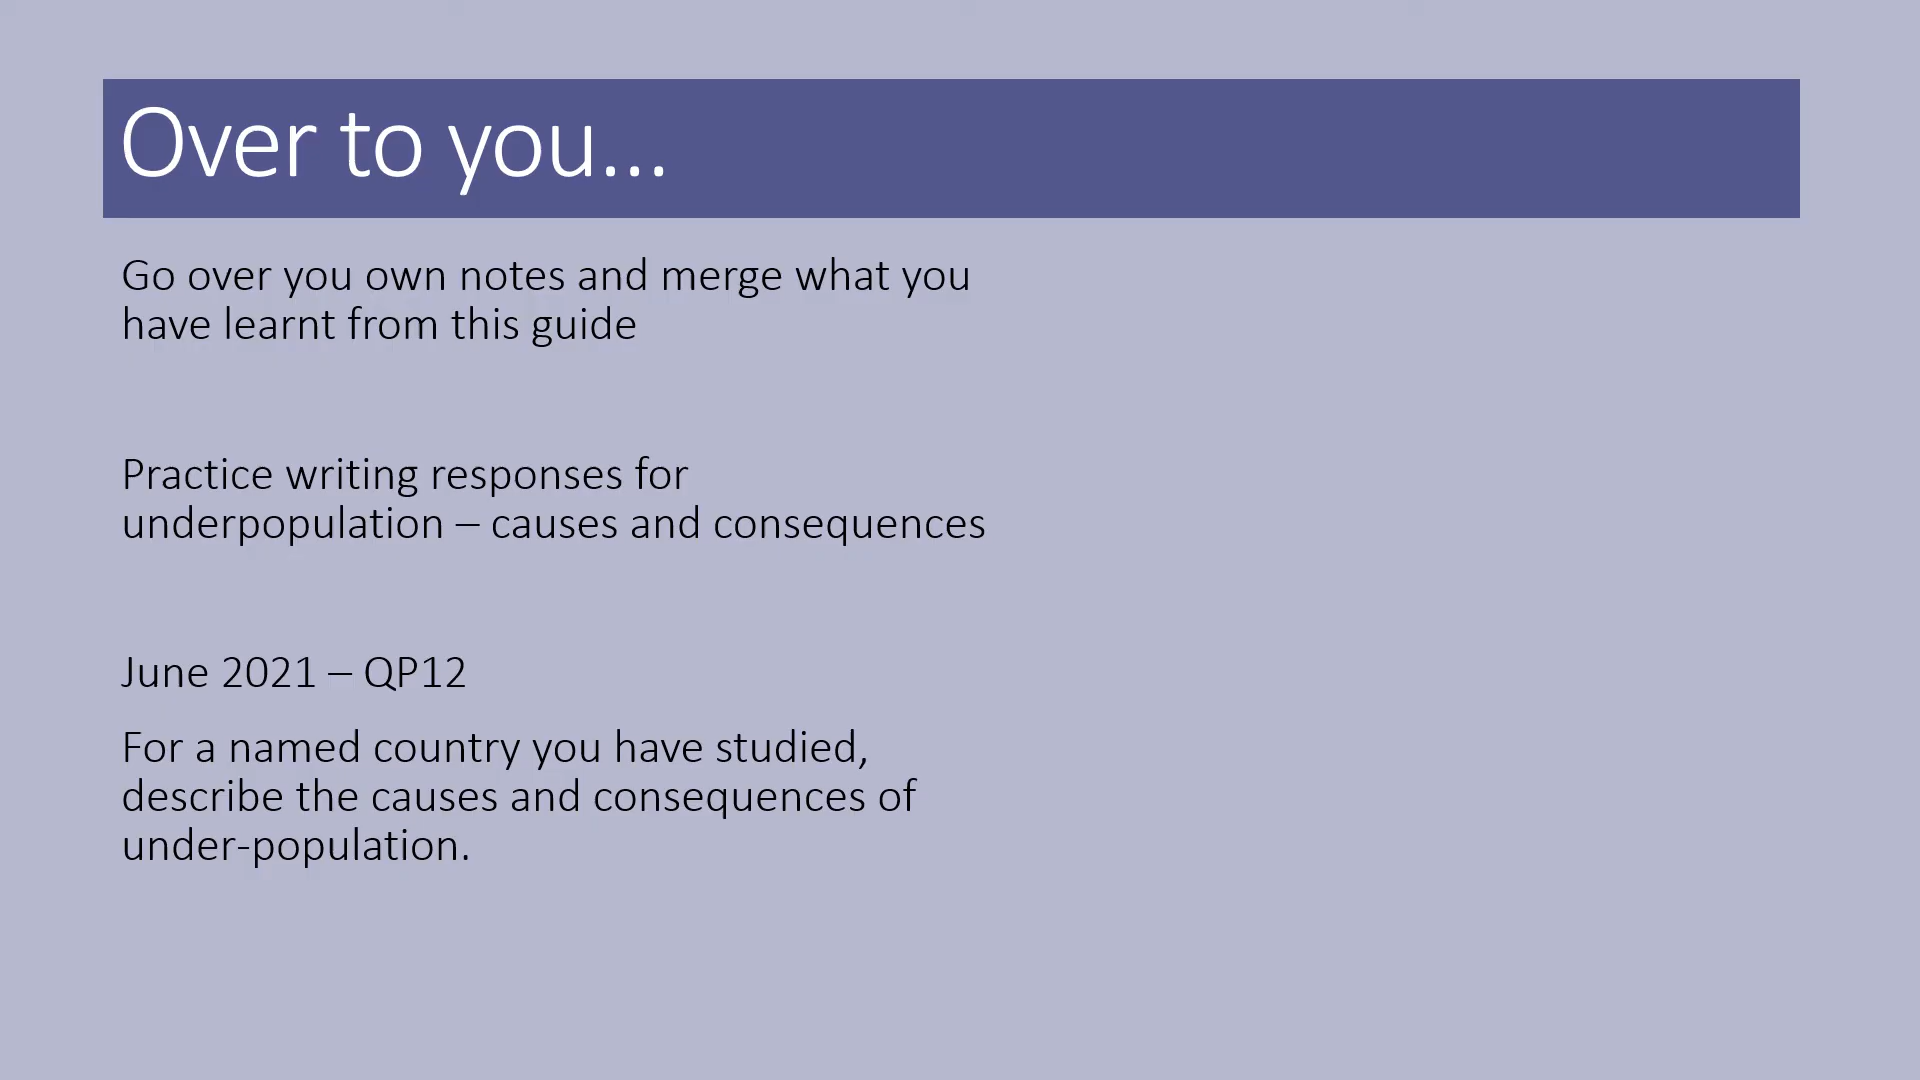 Over to you...
Go over you own notes and merge what you
have learnt from this guide
Practice writing responses for
underpopulation – causes and consequences
June 2021 – QP12
For a named country you have studied,
describe the causes and consequences of
under-population.